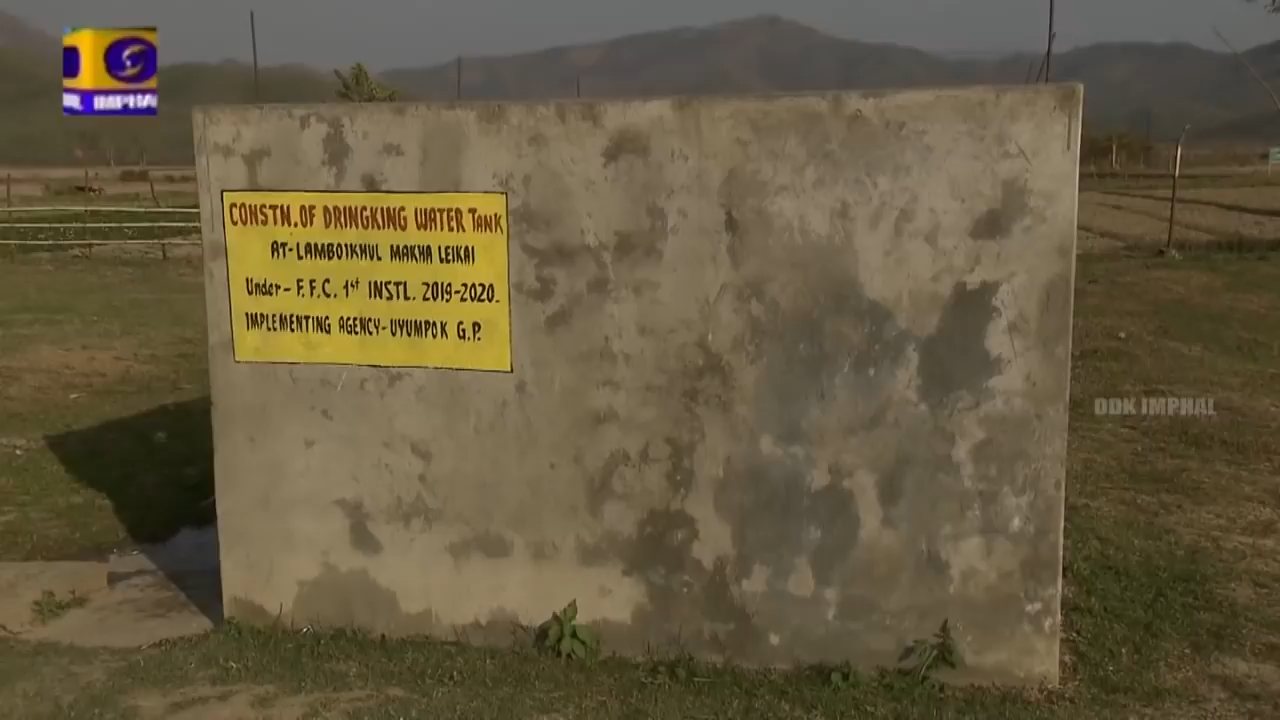 DDK IMPHAL
CONSTN. OF DRINGKING WATER TANK
AT-LAMBOIKHUL MAKHA LEIKAI
Under- F.F.C. 1st INSTL. 2019-2020.
IMPLEMENTING AGENCY-UYUMPOK G.P.
DDK IMPHAL